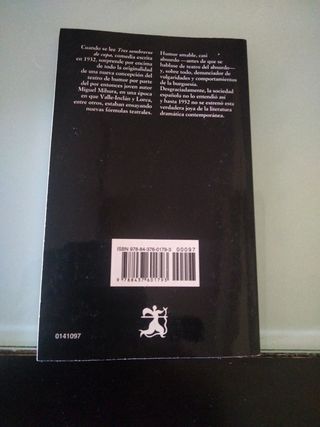 Cuando se lee Tres sombreros
de copa, comedia escrita
en 1932, sorprende por encima
de todo la originalidad
de una nueva concepción del
teatro de humor por parte
del por entonces joven autor
Miguel Mihura, en una época
en que Valle-Inclán y Lorca,
entre otros, estaban ensayando
nuevas fórmulas teatrales.
Humor amable, casi
absurdo —antes de que se
hablase de teatro del absurdo—
y, sobre todo, denunciador de
vulgaridades y comportamientos
de la burguesía.
Desgraciadamente, la sociedad
española no lo entendió así
y hasta 1952 no se estrenó esta
verdadera joya de la literatura
dramática contemporánea.
ISBN 978-84-376-0179-3
00097
9 788437 601793
0141097